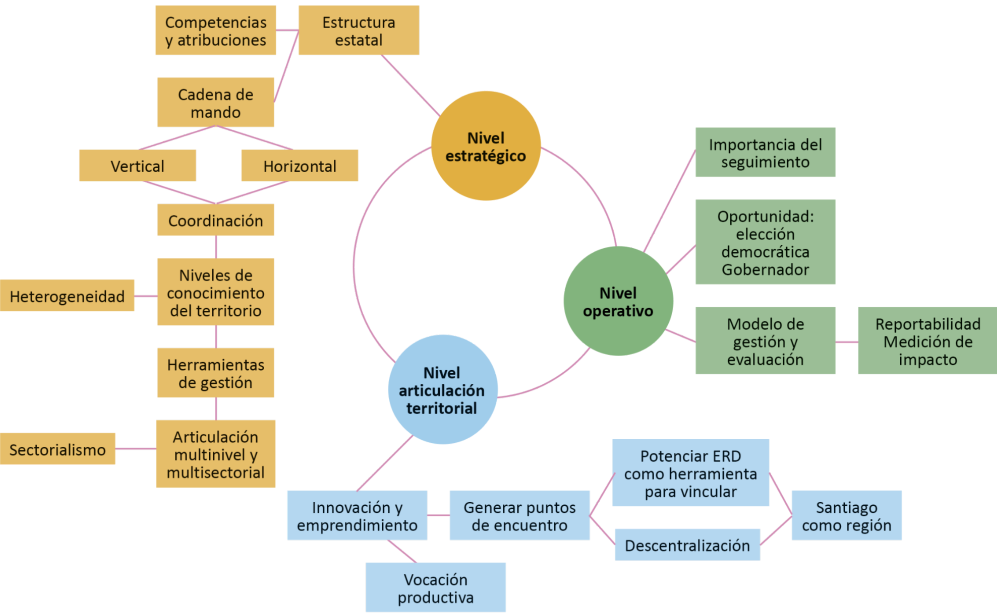 Competencias
y atribuciones
Estructura
estatal
Cadena de
mando
Vertical
Horizontal
Coordinación
Heterogeneidad
Niveles de
conocimiento
del territorio
Herramientas
de gestión
Sectorialismo
Articulación
multinivel y
multisectorial
Nivel
estratégico
Nivel
operativo
Importancia del
seguimiento
Oportunidad:
elección
democrática
Gobernador
Modelo de
gestión y
evaluación
Reportabilidad
Medición de
impacto
Nivel
articulación
territorial
Innovación y
emprendimiento
Vocación
productiva
Generar puntos
de encuentro
Potenciar ERD
como herramienta
para vincular
Descentralización
Santiago
como región